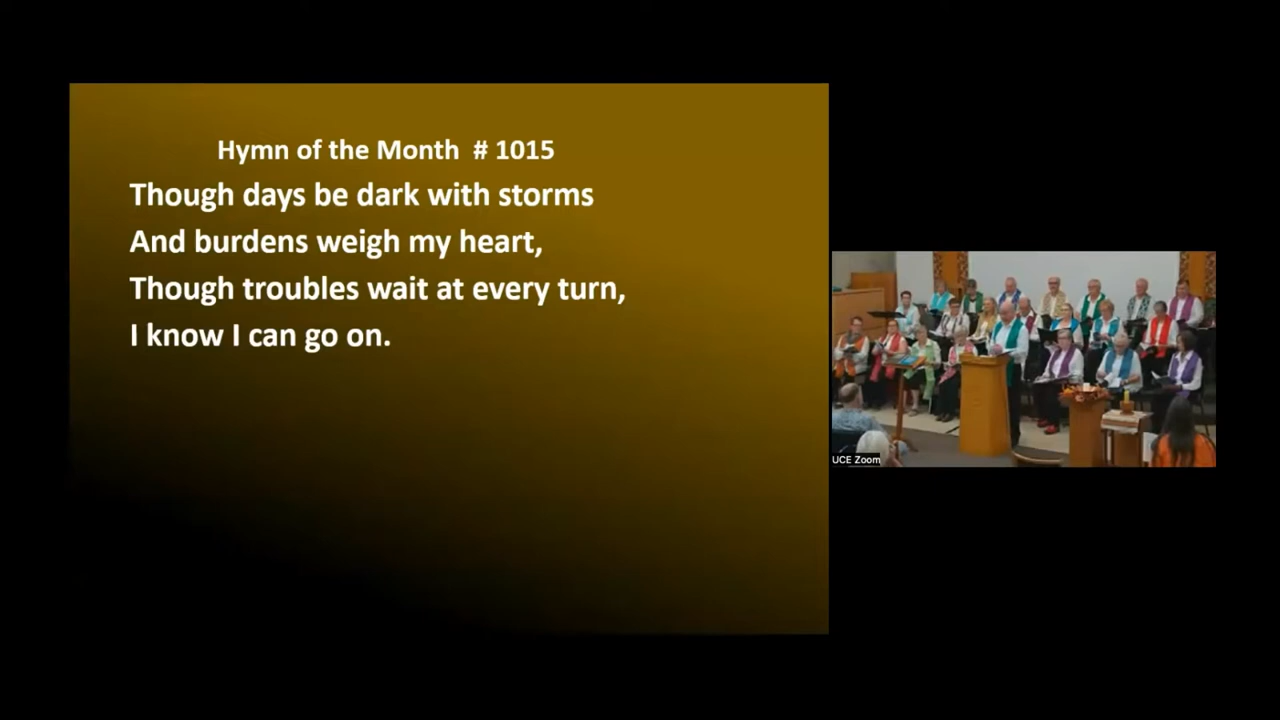 Hymn of the Month # 1015
Though days be dark with storms
And burdens weigh my heart,
Though troubles wait at every turn,
I know I can go on.
UCE Zoom